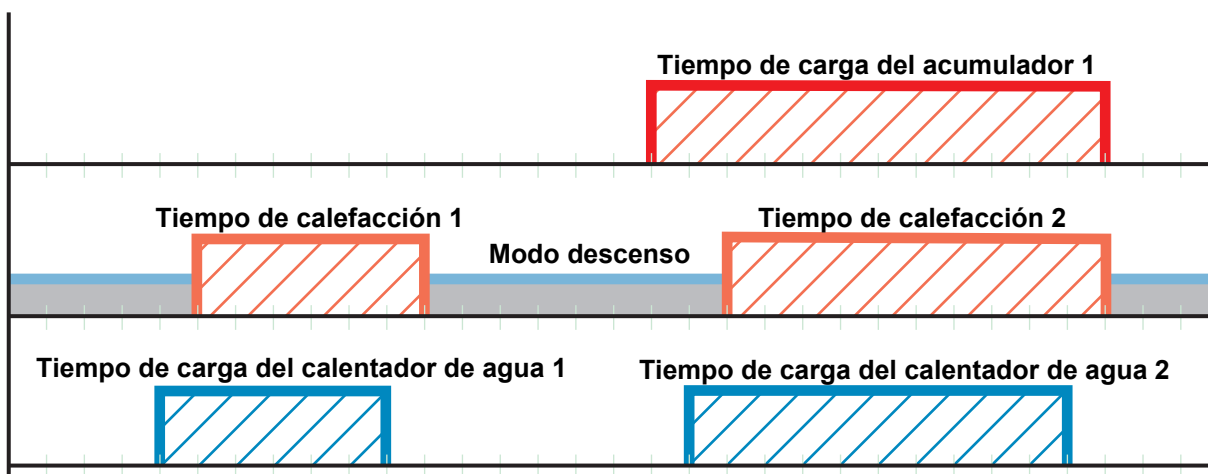 Tiempo de carga del acumulador 1
Tiempo de calefacción 1
Tiempo de calefacción 2
Modo descenso
Tiempo de carga del calentador de agua 1
Tiempo de carga del calentador de agua 2